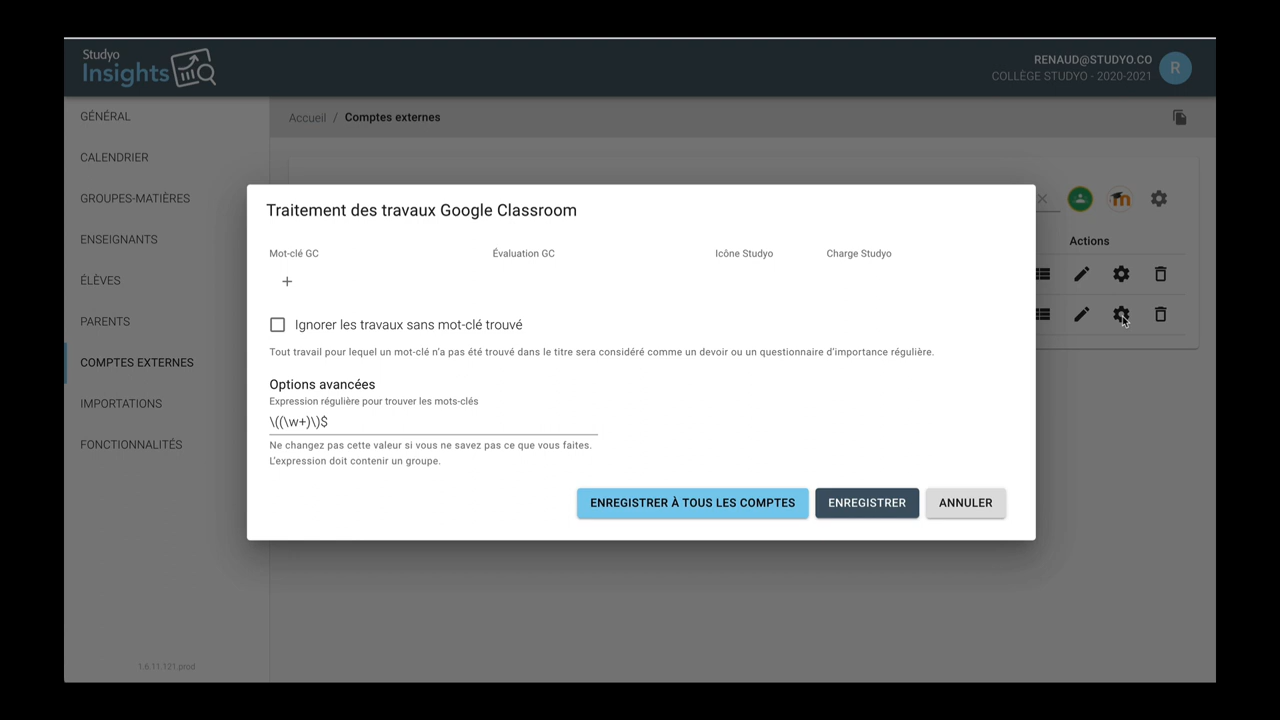 Studyo
Insights
RENAUD@STUDYO.CO
COLLÈGE STUDYO - 2020-2021
R
GÉNÉRAL
CALENDRIER
GROUPES-MATIÈRES
ENSEIGNANTS
ÉLÈVES
PARENTS
COMPTES EXTERNES
IMPORTATIONS
FONCTIONNALITÉS
1.6.11.121.prod
Accueil / Comptes externes
Actions
Traitement des travaux Google Classroom
Mot-clé GC Évaluation GC Icône Studyo Charge Studyo
+
Ignorer les travaux sans mot-clé trouvé
Tout travail pour lequel un mot-clé n'a pas été trouvé dans le titre sera considéré comme un devoir ou un questionnaire d'importance régulière.
Options avancées
Expression régulière pour trouver les mots-clés
\((\w+)\)$
Ne changez pas cette valeur si vous ne savez pas ce que vous faites.
L'expression doit contenir un groupe.
ENREGISTRER À TOUS LES COMPTES ENREGISTRER ANNULER